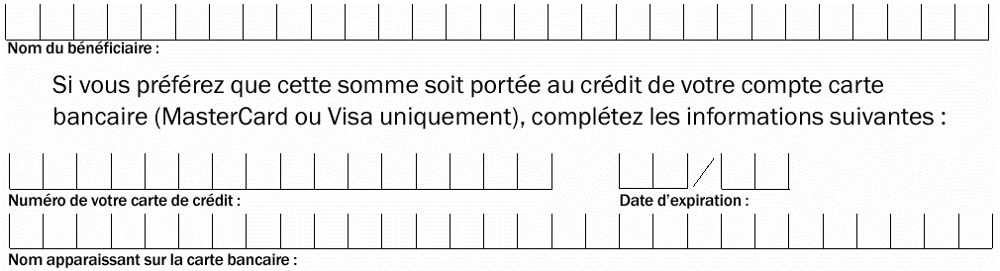 Nom du bénéficiaire :
Si vous préférez que cette somme soit portée au crédit de votre compte carte
bancaire (MasterCard ou Visa uniquement), complétez les informations suivantes :
/
Numéro de votre carte de crédit : Date d'expiration :
Nom apparaissant sur la carte bancaire :